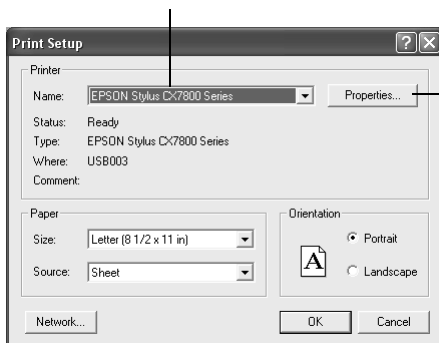 Print Setup
Printer
Name: EPSON Stylus CX7800 Series Properties...
Status: Ready
Type: EPSON Stylus CX7800 Series
Where: USB003
Comment:
Paper
Size: Letter (8 1/2 x 11 in)
Source: Sheet
Orientation
A
Portrait
Landscape
Network... OK Cancel